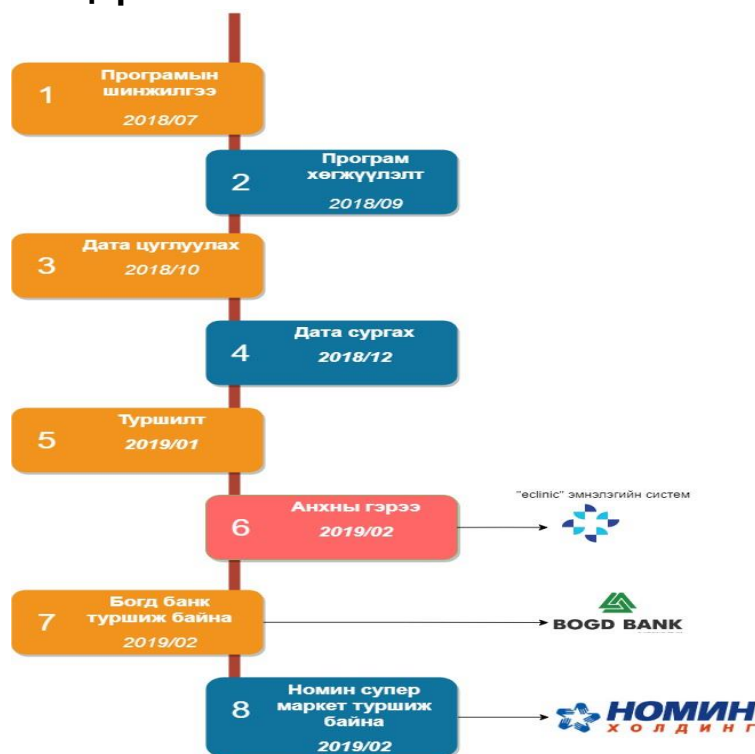 1
Програмын
шинжилгээ
2018/07
2
Програм
хөгжүүлэлт
2018/09
3
Дата цуглуулах
2018/10
4
Дата сургах
2018/12
5
Туршилт
2019/01
6
Анхны гэрээ
2019/02
"eclinic" эмнэлэгийн систем
7
Богд банк
туршиж байна
2019/02
BOGD BANK
8
Номин супер
маркет туршиж
байна
2019/02
НОМИН
ХОЛДИНГ